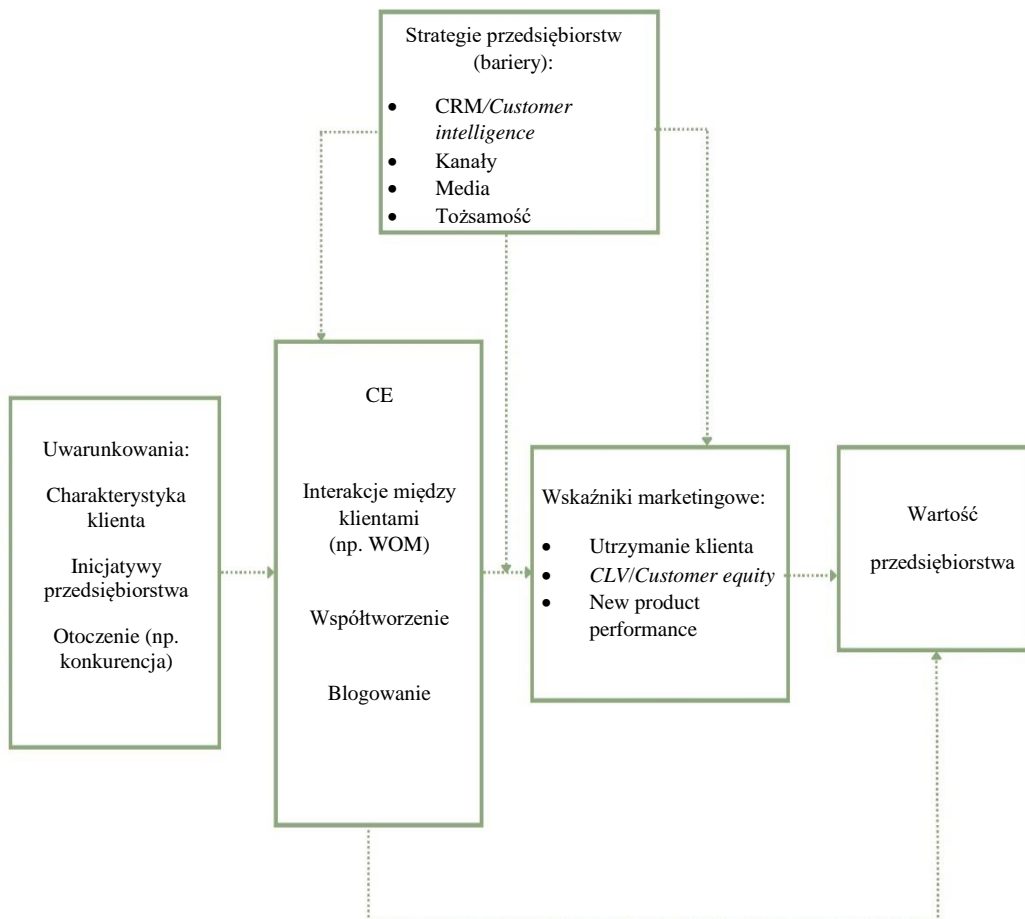 Strategie przedsiębiorstw
(bariery):
• CRM/Customer
intelligence
• Kanały
• Media
• Tożsamość
Uwarunkowania:
Charakterystyka
klienta
Inicjatywy
przedsiębiorstwa
Otoczenie (np.
konkurencja)
CE
Interakcje między
klientami
(np. WOM)
Współtworzenie
Blogowanie
Wskaźniki marketingowe:
• Utrzymanie klienta
• CLV/Customer equity
• New product
performance
Wartość
przedsiębiorstwa